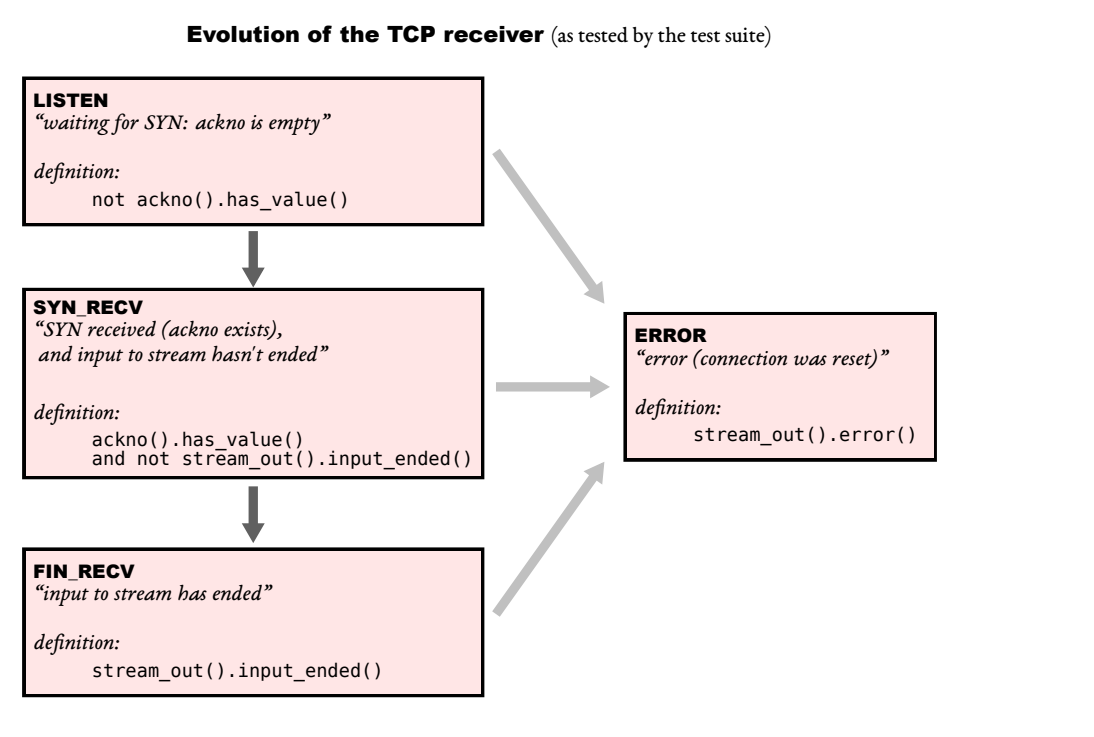 Evolution of the TCP receiver (as tested by the test suite)
LISTEN
“waiting for SYN: ackno is empty”
definition:
not ackno().has_value()
SYN_RECV
“SYN received (ackno exists),
and input to stream hasn't ended”
definition:
ackno().has_value()
and not stream_out().input_ended()
FIN_RECV
“input to stream has ended”
definition:
stream_out().input_ended()
ERROR
“error (connection was reset)”
definition:
stream_out().error()